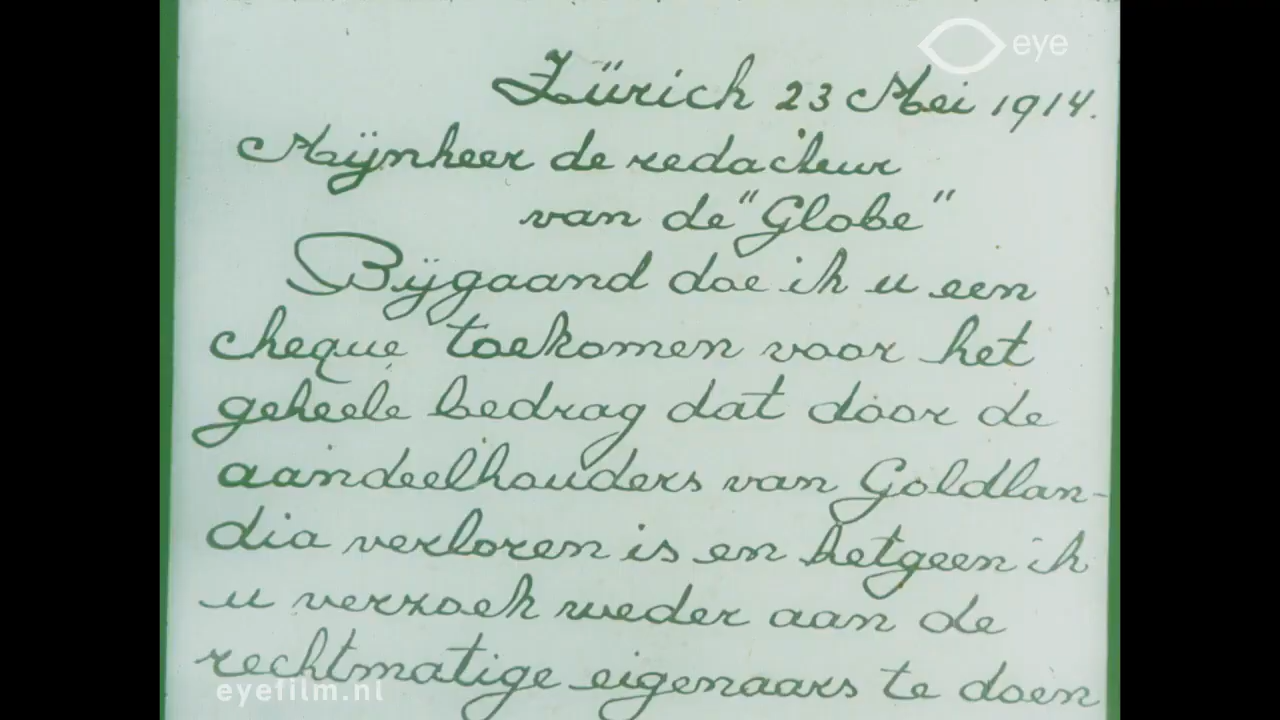 eye
Zürich 23 Mei 1914.
Mijnheer de redacteur
van de "Globe"
Bijgaand doe ik u een
cheque toekomen voor het
geheele bedrag dat door de
aandeelhouders van Goldlan-
dia verloren is en hetgeen ik
u verzoek weder aan de
rechtmatige eigenaars te doen
eyefilm.nl